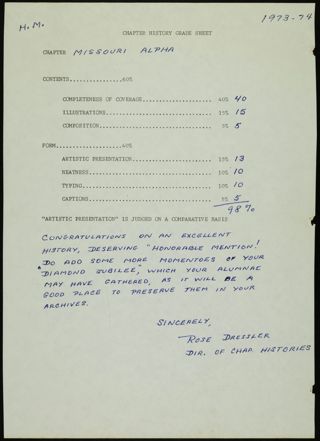 H.M.
1973-74
CHAPTER HISTORY GRADE SHEET
CHAPTER MISSOURI ALPHA
CONTENTS...............60%
COMPLETENESS OF COVERAGE..................... 40% 40
ILLUSTRATIONS................................ 15% 15
COMPOSITION.................................. 5% 5
FORM...................40%
ARTISTIC PRESENTATION........................ 15% 13
NEATNESS..................................... 10% 10
TYPING....................................... 10% 10
CAPTIONS..................................... 5% 5
98%
"ARTISTIC PRESENTATION" IS JUDGED ON A COMPARATIVE BASIS
CONGRATULATIONS ON AN EXCELLENT
HISTORY, DESERVING "HONORABLE MENTION!
DO ADD SOME MORE MOMENTOES OF YOUR
DIAMOND JUBILEE, WHICH YOUR ALUMNAE
MAY HAVE GATHERED, AS IT WILL BE A
GOOD PLACE TO PRESERVE THEM IN YOUR
ARCHIVES.
SINCERELY,
ROSE DRESSLER
DIR. OF CHAP. HISTORIES